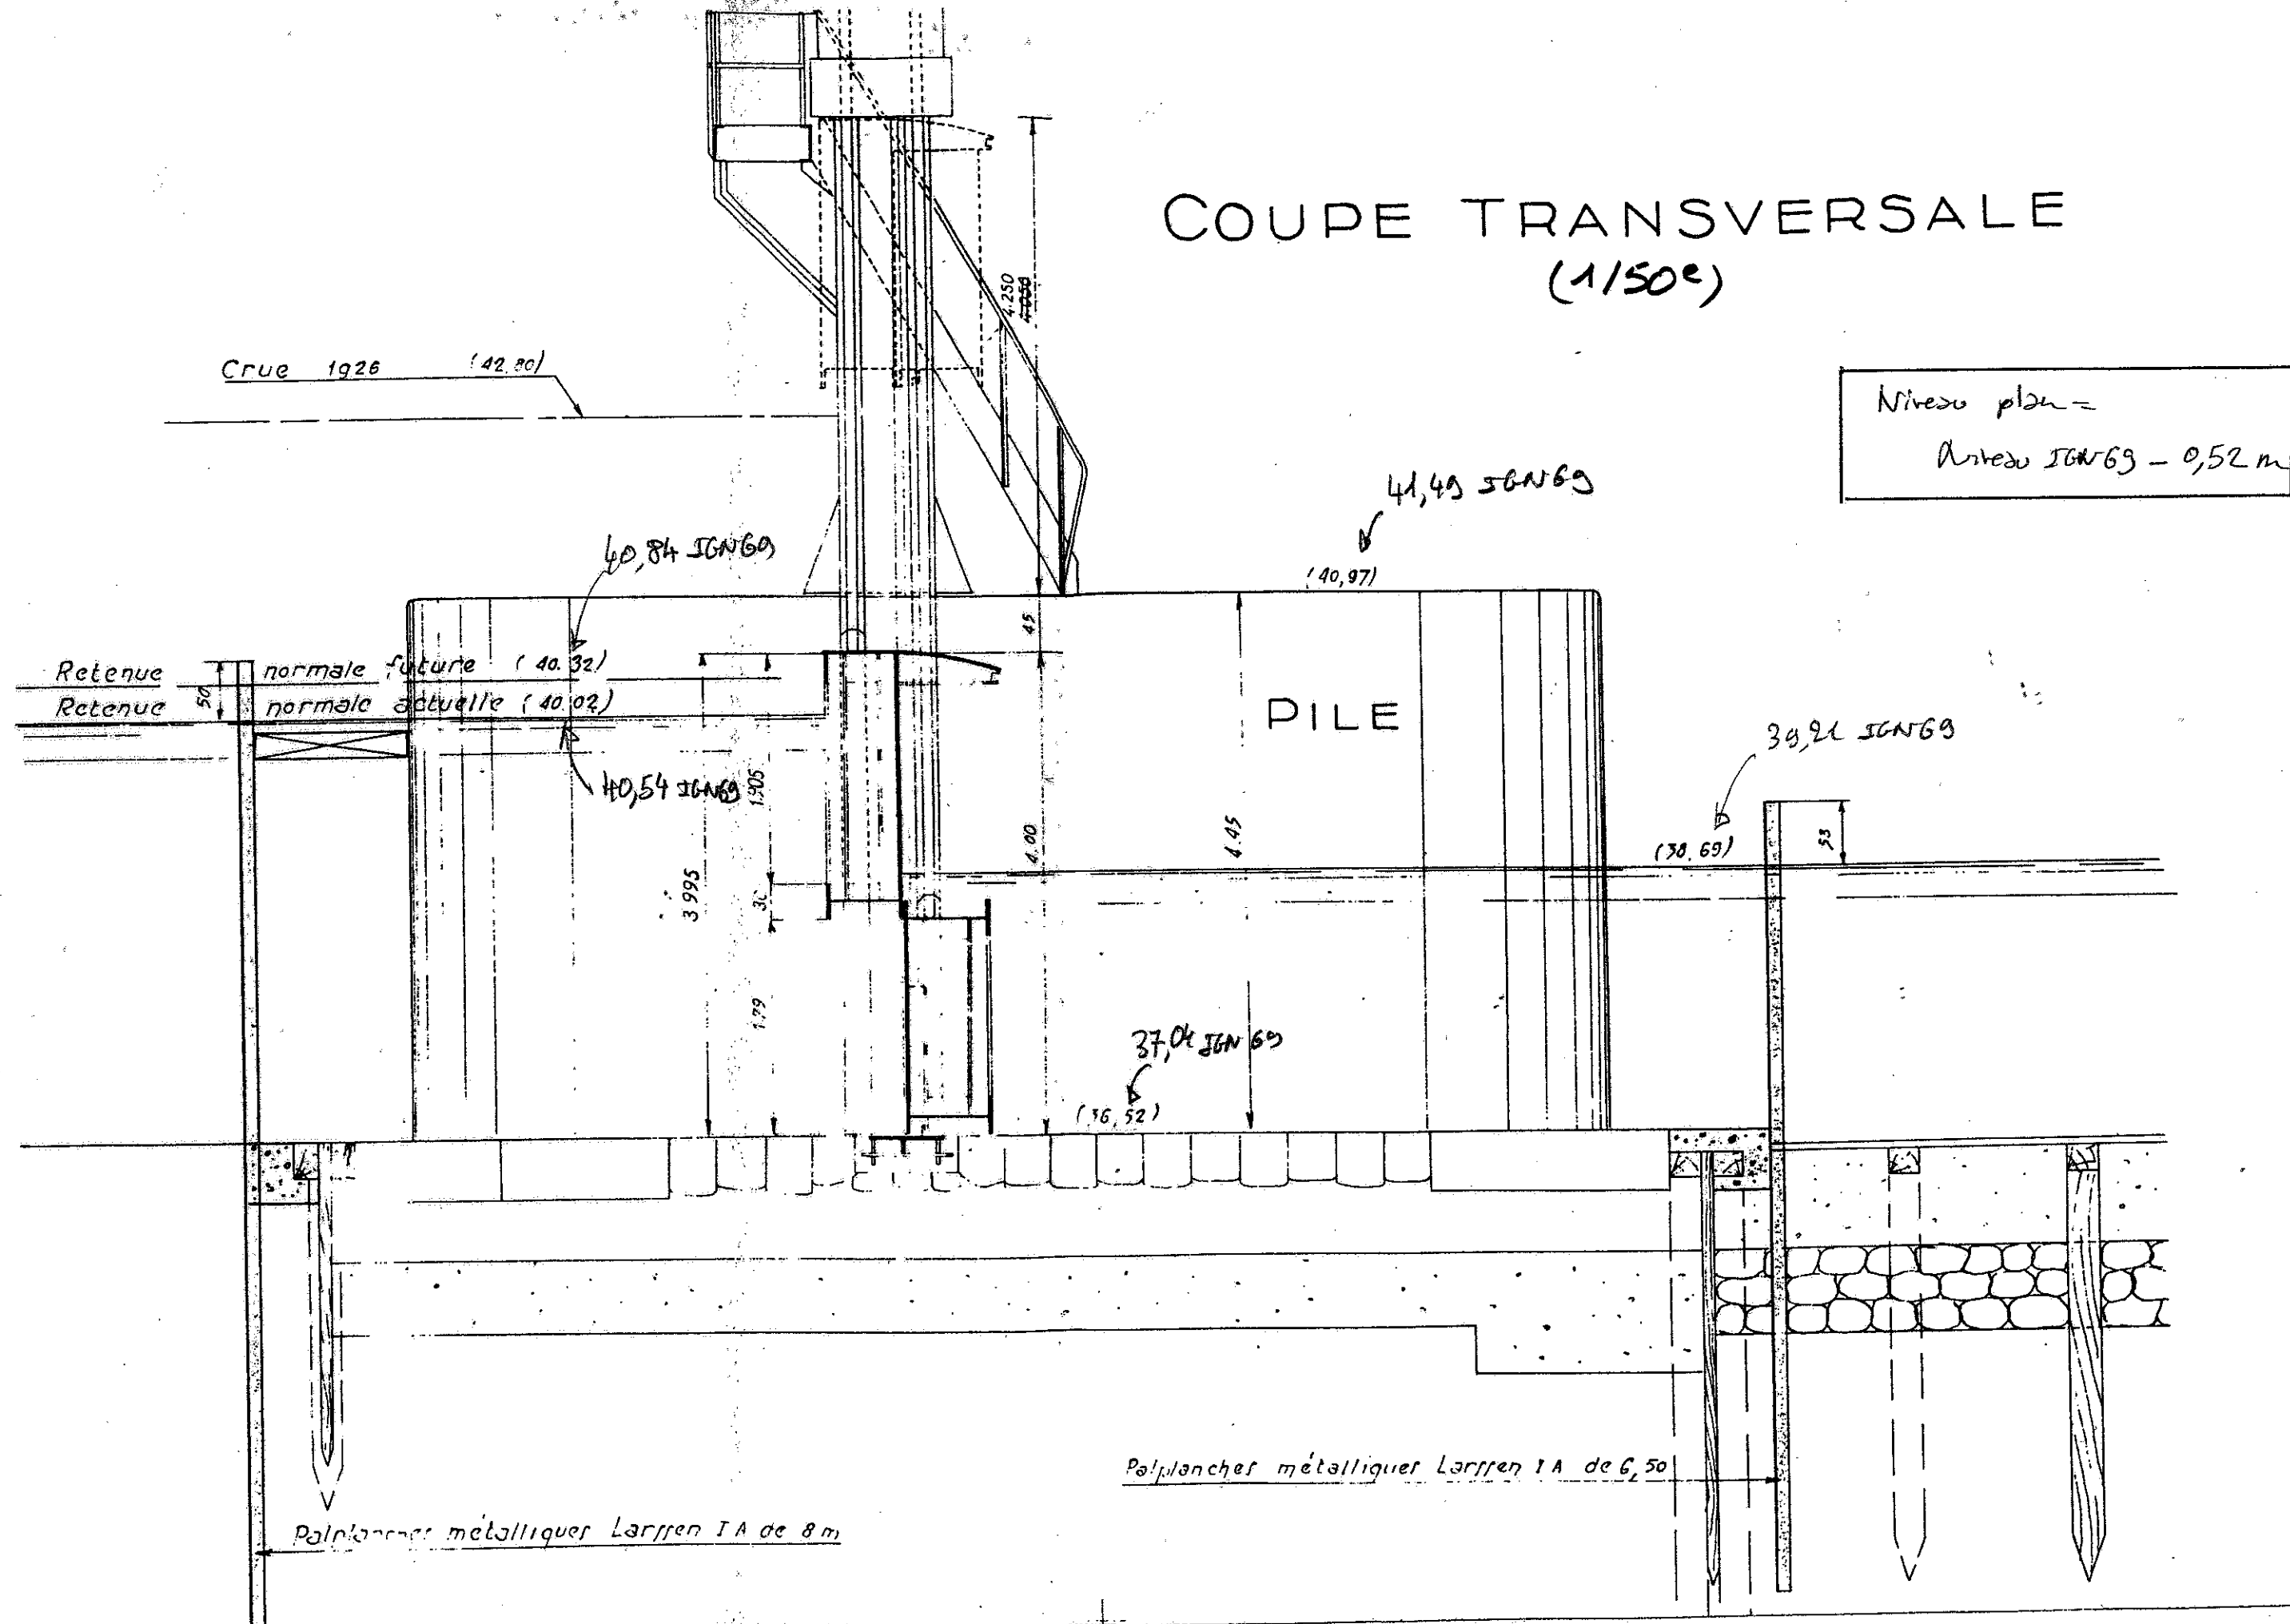 COUPE TRANSVERSALE
(1/50e)
Crue 1926 (42.80)
Niveau plan =
Niveau IGN69 - 0,52 m
4.250
4.050
41,49 IGN69
(40,97)
40,84 IGN69
45
Retenue normale future (40.32)
50
Retenue normale actuelle (40.02)
PILE
40,54 IGN69
1.905
39,21 IGN69
(38.69)
53
4.00
4.45
3 995
30
1.79
37,04 IGN69
(36,52)
Palplanches métalliques Larssen I A de 6,50
Palplanches métalliques Larssen I A de 8 m